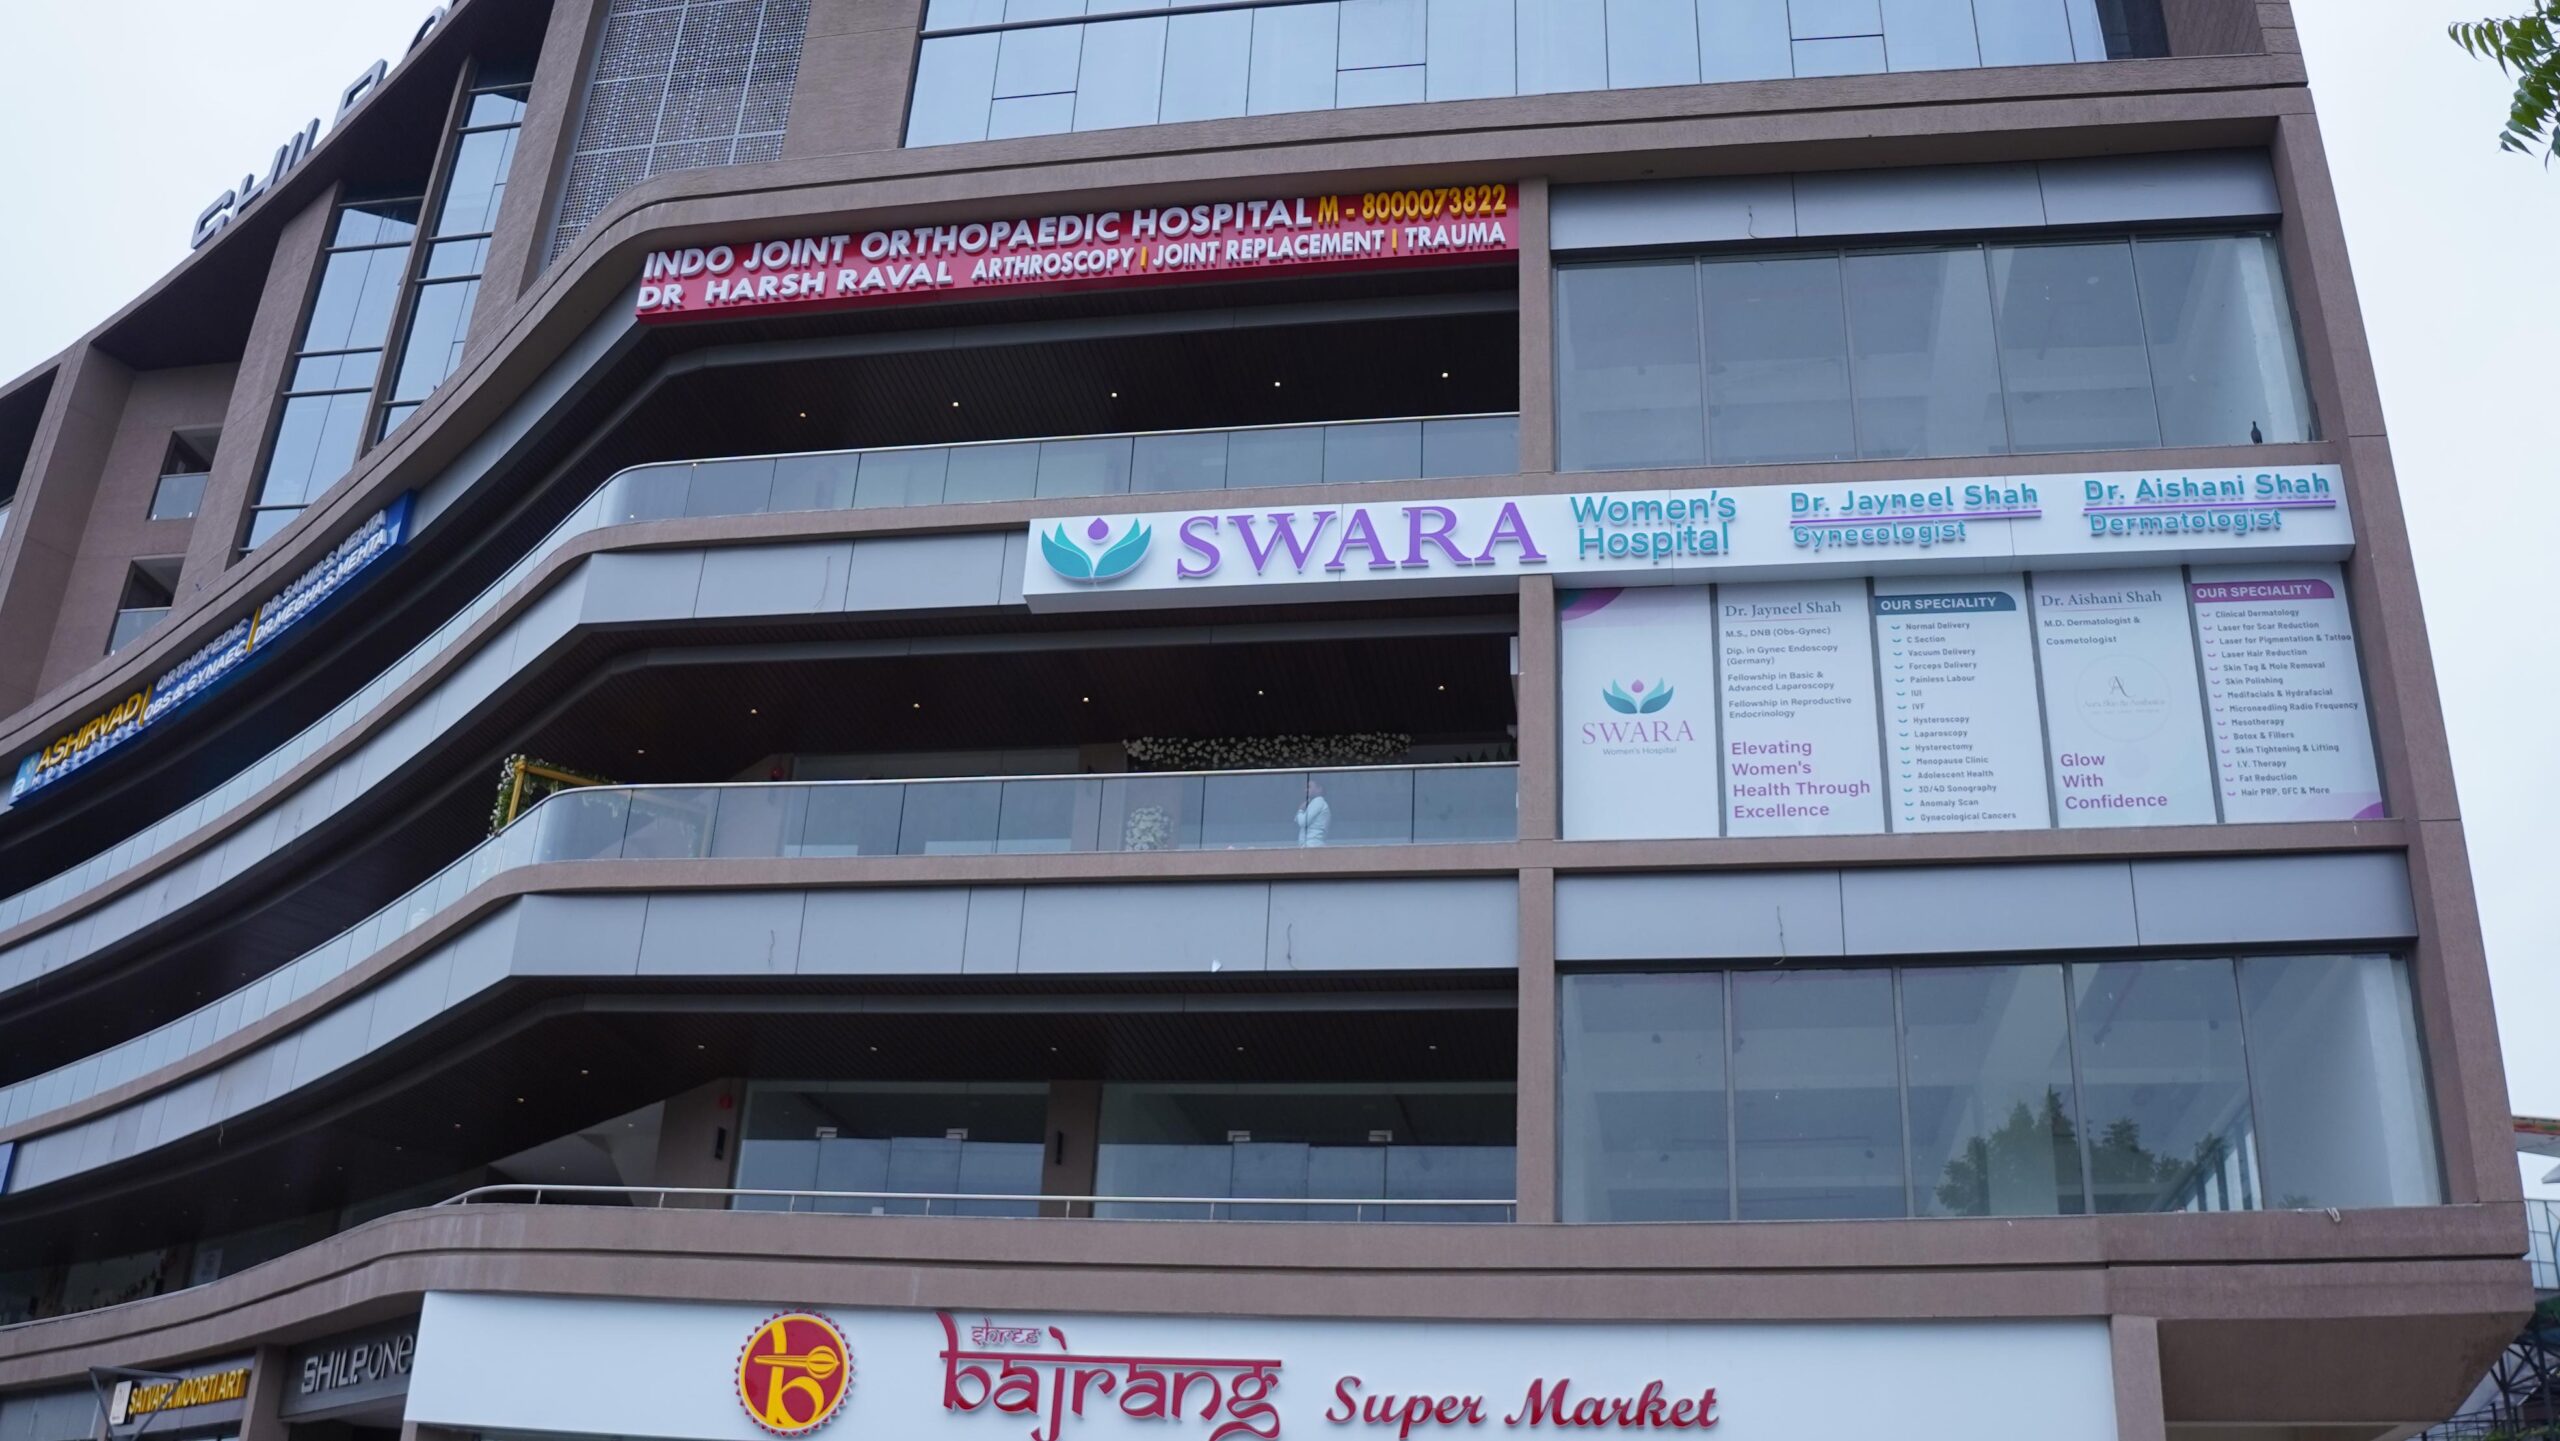 SHILP
INDO JOINT ORTHOPAEDIC HOSPITAL M - 8000073822
DR HARSH RAVAL ARTHROSCOPY | JOINT REPLACEMENT | TRAUMA
ASHIRVAD
HOSPITAL
ORTHOPEDIC
OBS & GYNAEC
DR. SAMIR S. MEHTA
DR. MEGHA S. MEHTA
SWARA
Women's
Hospital
Dr. Jayneel Shah
Gynecologist
Dr. Aishani Shah
Dermatologist
SWARA
Women's Hospital
Dr. Jayneel Shah
M.S., DNB (Obs-Gynec)
Dip. in Gynec Endoscopy
(Germany)
Fellowship in Basic &
Advanced Laparoscopy
Fellowship in Reproductive
Endocrinology
Elevating
Women's
Health Through
Excellence
OUR SPECIALITY
Normal Delivery
C Section
Vacuum Delivery
Forceps Delivery
Painless Labour
IUI
IVF
Hysteroscopy
Laparoscopy
Hysterectomy
Menopause Clinic
Adolescent Health
3D/4D Sonography
Anomaly Scan
Gynecological Cancers
Dr. Aishani Shah
M.D. Dermatologist &
Cosmetologist
Glow
With
Confidence
OUR SPECIALITY
Clinical Dermatology
Laser for Scar Reduction
Laser for Pigmentation & Tattoo
Laser Hair Reduction
Skin Tag & Mole Removal
Skin Polishing
Medifacials & Hydrafacial
Microneedling Radio Frequency
Mesotherapy
Botox & Fillers
Skin Tightening & Lifting
I.V. Therapy
Fat Reduction
Hair PRP, GFC & More
SATVARA MOORTI ART
SHILP.ONE
b
shree
bajrang Super Market